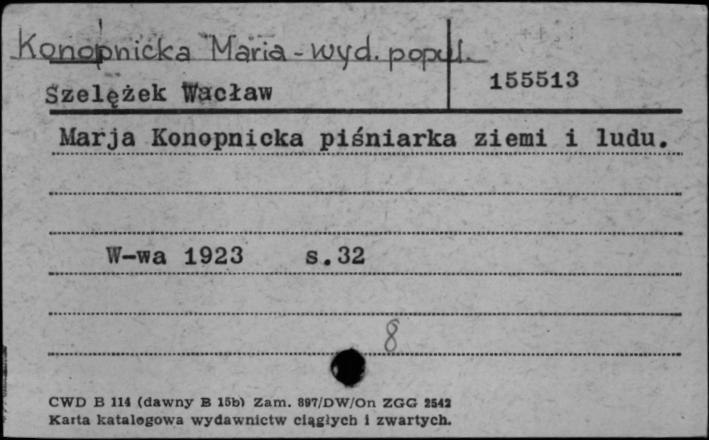 Konopnicka Maria - wyd. popul.
Szelężek Wacław 155513
Marja Konopnicka piśniarka ziemi i ludu.
W-wa 1923 s.32
8
CWD B 114 (dawny B 15b) Zam. 897/DW/On ZGG 2542
Karta katalogowa wydawnictw ciągłych i zwartych.